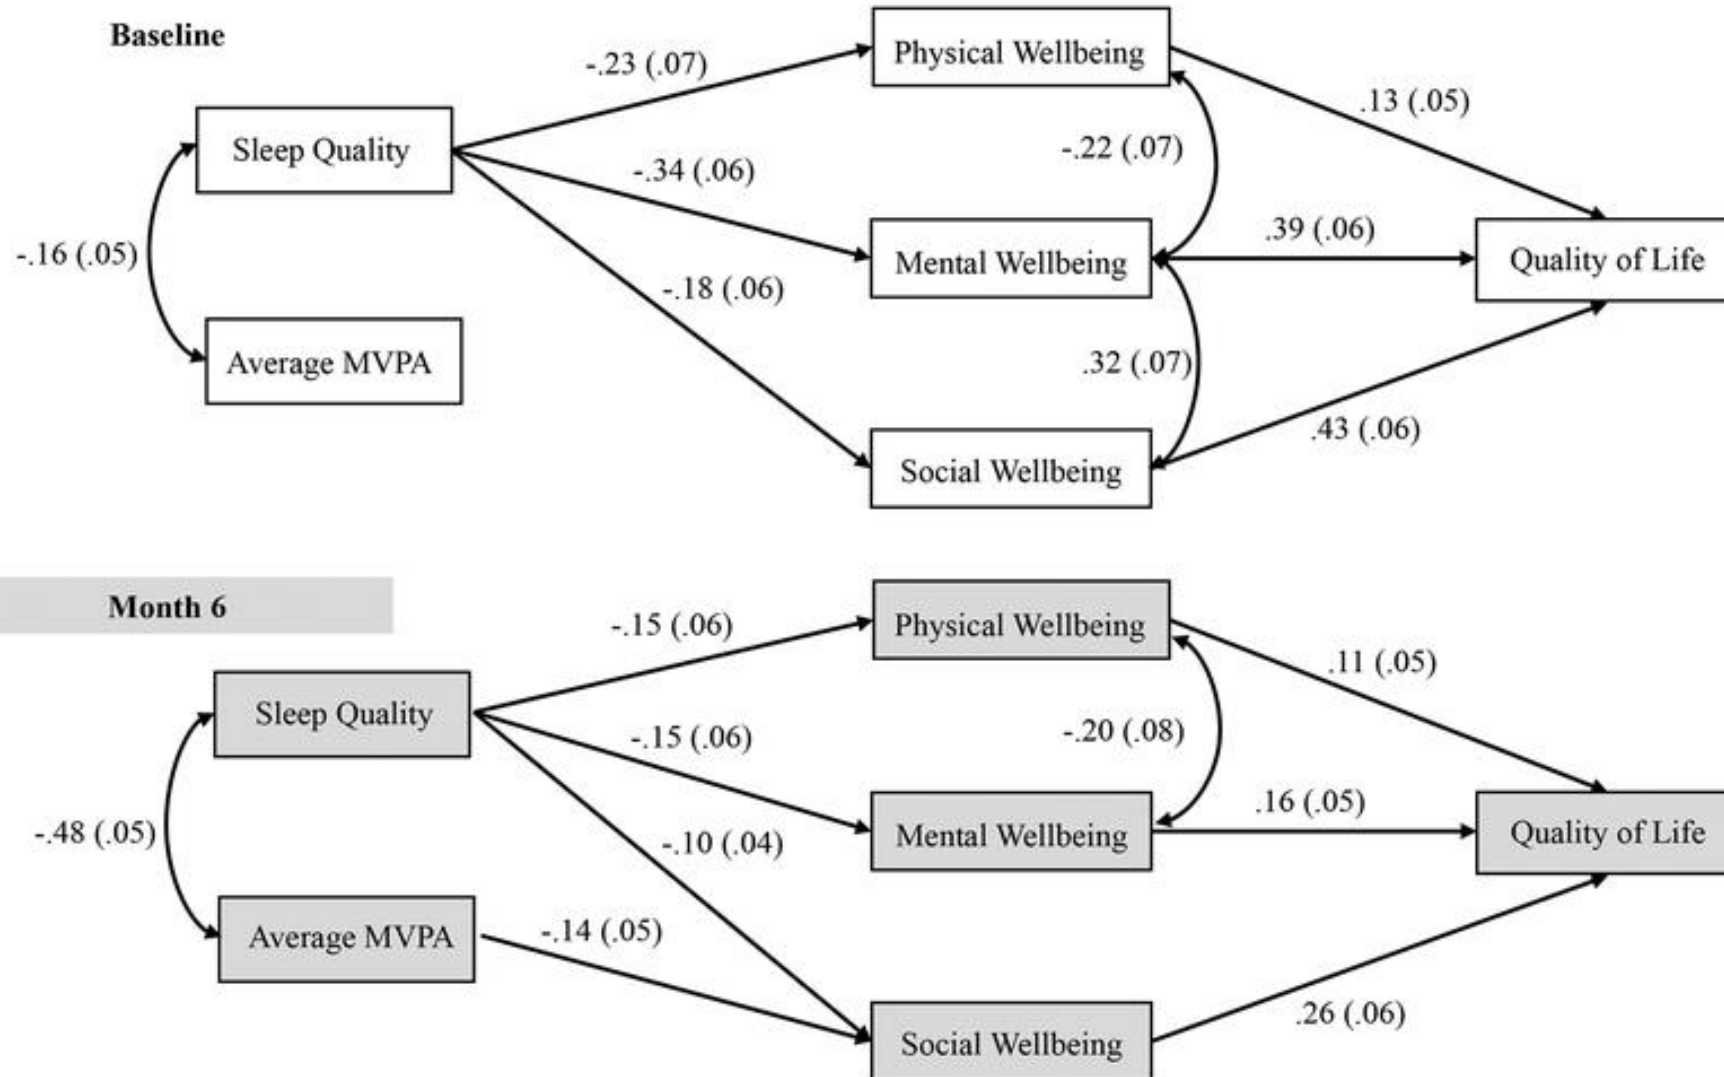 Baseline
Physical Wellbeing
-.23 (.07)
.13 (.05)
Sleep Quality
-.22 (.07)
-.34 (.06)
.39 (.06)
-.16 (.05)
Mental Wellbeing
Quality of Life
-.18 (.06)
Average MVPA
.32 (.07)
.43 (.06)
Social Wellbeing
Month 6
-.15 (.06)
Physical Wellbeing
.11 (.05)
Sleep Quality
-.15 (.06)
-.20 (.08)
.16 (.05)
-.48 (.05)
-.10 (.04)
Mental Wellbeing
Quality of Life
Average MVPA
-.14 (.05)
.26 (.06)
Social Wellbeing